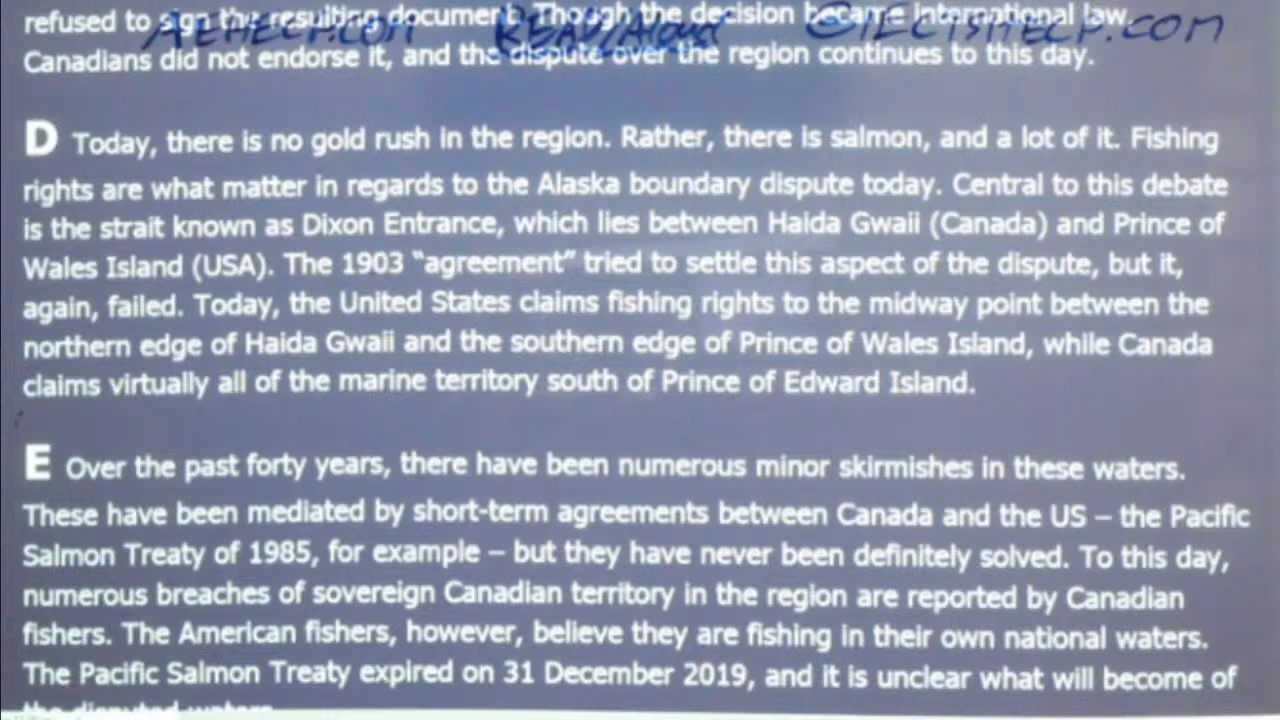 refused to sign the resulting document. Though the decision became international law,
AEHELP.COM READ/Aloud @IELTSHELP.COM
Canadians did not endorse it, and the dispute over the region continues to this day.
D Today, there is no gold rush in the region. Rather, there is salmon, and a lot of it. Fishing
rights are what matter in regards to the Alaska boundary dispute today. Central to this debate
is the strait known as Dixon Entrance, which lies between Haida Gwaii (Canada) and Prince of
Wales Island (USA). The 1903 “agreement” tried to settle this aspect of the dispute, but it,
again, failed. Today, the United States claims fishing rights to the midway point between the
northern edge of Haida Gwaii and the southern edge of Prince of Wales Island, while Canada
claims virtually all of the marine territory south of Prince of Edward Island.
E Over the past forty years, there have been numerous minor skirmishes in these waters.
These have been mediated by short-term agreements between Canada and the US – the Pacific
Salmon Treaty of 1985, for example – but they have never been definitely solved. To this day,
numerous breaches of sovereign Canadian territory in the region are reported by Canadian
fishers. The American fishers, however, believe they are fishing in their own national waters.
The Pacific Salmon Treaty expired on 31 December 2019, and it is unclear what will become of
the disputed waters.